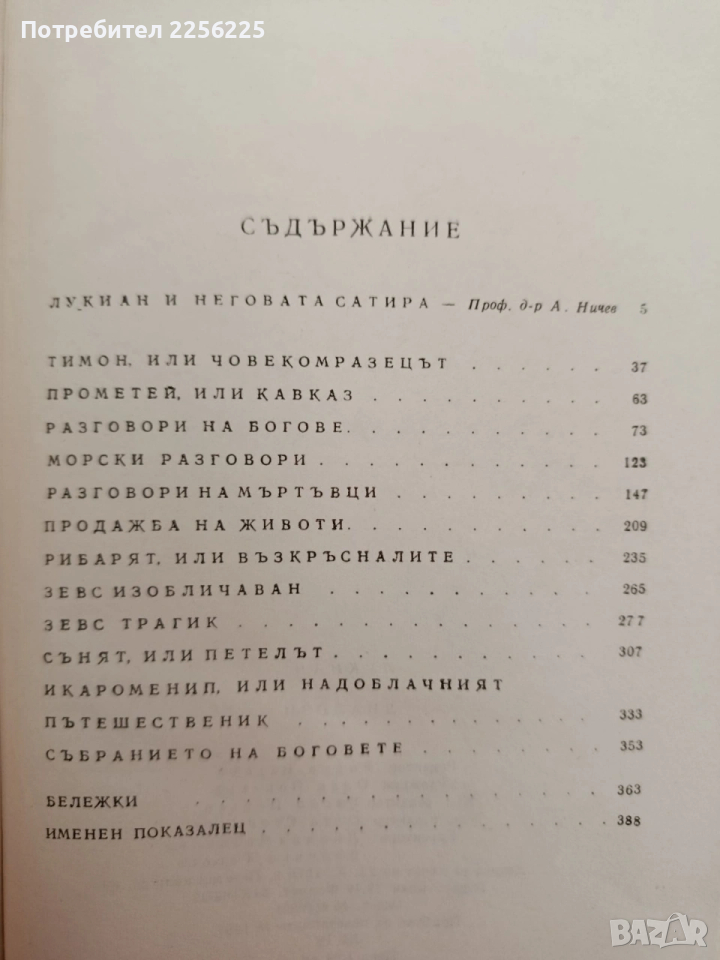 Потребител 2256225
СЪДЪРЖАНИЕ
ЛУКИАН И НЕГОВАТА САТИРА — Проф. д-р А. Ничев 5
ТИМОН, ИЛИ ЧОВЕКОМРАЗЕЦЪТ . . . . . . 37
ПРОМЕТЕЙ, ИЛИ КАВКАЗ . . . . . . . . 63
РАЗГОВОРИ НА БОГОВЕ. . . . . . . . . 73
МОРСКИ РАЗГОВОРИ . . . . . . . . . . 123
РАЗГОВОРИ НА МЪРТЪВЦИ . . . . . . . . 147
ПРОДАЖБА НА ЖИВОТИ. . . . . . . . . 209
РИБАРЯТ, ИЛИ ВЪЗКРЪСНАЛИТЕ . . . . . . 235
ЗЕВС ИЗОБЛИЧАВАН . . . . . . . . . 265
ЗЕВС ТРАГИК . . . . . . . . . . . . 277
СЪНЯТ, ИЛИ ПЕТЕЛЪТ . . . . . . . . . 307
ИКАРОМЕНИП, ИЛИ НАДОБЛАЧНИЯТ
ПЪТЕШЕСТВЕНИК . . . . . . . . . . 333
СЪБРАНИЕТО НА БОГОВЕТЕ . . . . . . . 353
БЕЛЕЖКИ . . . . . . . . . . . . 363
ИМЕНЕН ПОКАЗАЛЕЦ . . . . . . . . . . . 388
BAZAR